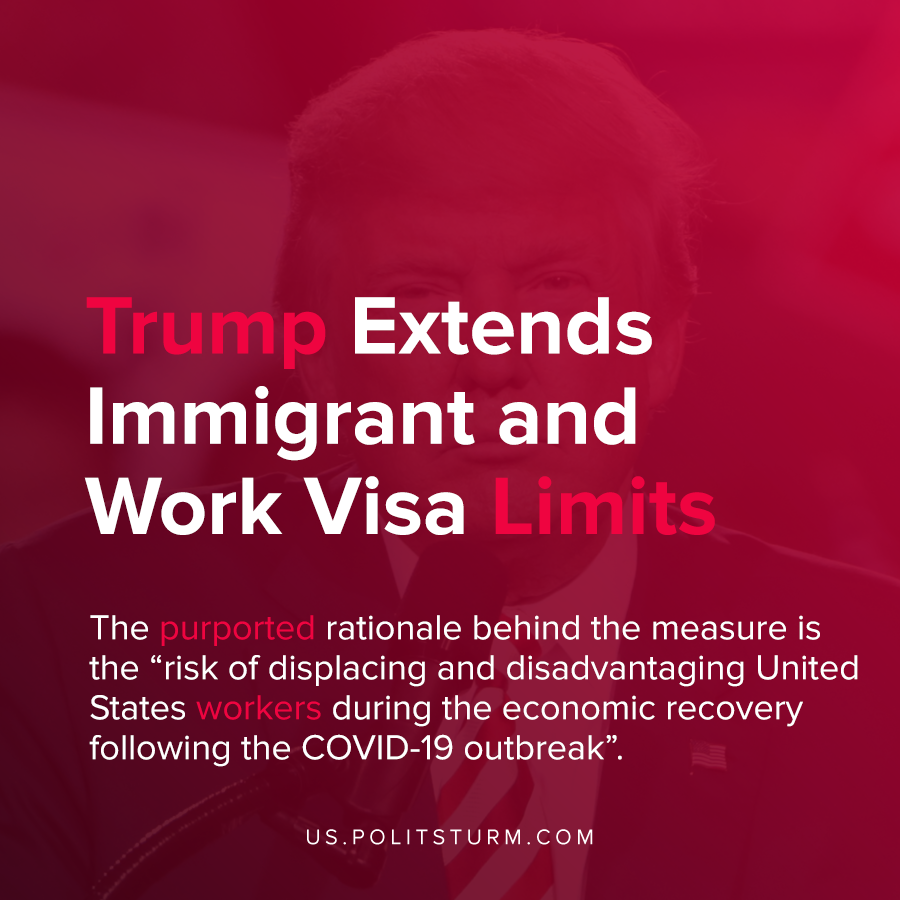 Trump Extends
Immigrant and
Work Visa Limits
The purported rationale behind the measure is
the “risk of displacing and disadvantaging United
States workers during the economic recovery
following the COVID-19 outbreak”.
US.POLITSTURM.COM